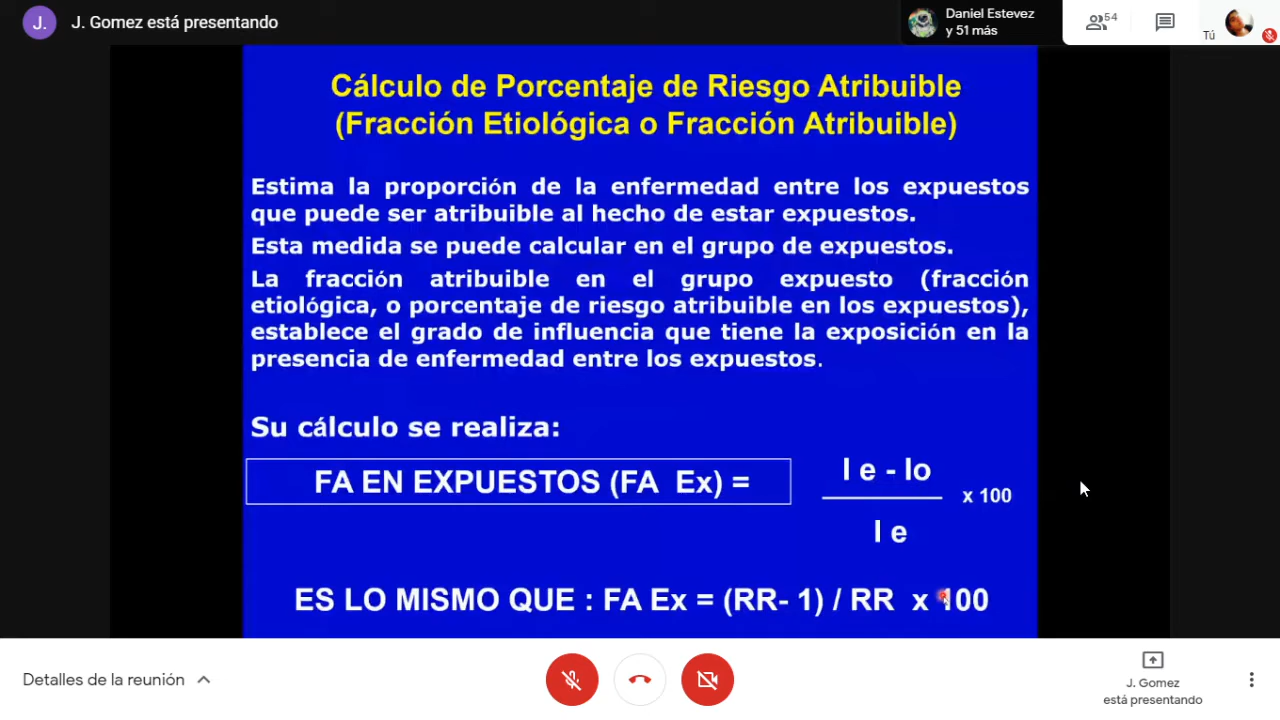 J. J. Gomez está presentando
Daniel Estevez
y 51 más
54
Tú
Cálculo de Porcentaje de Riesgo Atribuible
(Fracción Etiológica o Fracción Atribuible)
Estima la proporción de la enfermedad entre los expuestos
que puede ser atribuible al hecho de estar expuestos.
Esta medida se puede calcular en el grupo de expuestos.
La fracción atribuible en el grupo expuesto (fracción
etiológica, o porcentaje de riesgo atribuible en los expuestos),
establece el grado de influencia que tiene la exposición en la
presencia de enfermedad entre los expuestos.
Su cálculo se realiza:
FA EN EXPUESTOS (FA Ex) =
I e - Io
x 100
I e
ES LO MISMO QUE : FA Ex = (RR- 1) / RR x 100
Detalles de la reunión
J. Gomez
está presentando